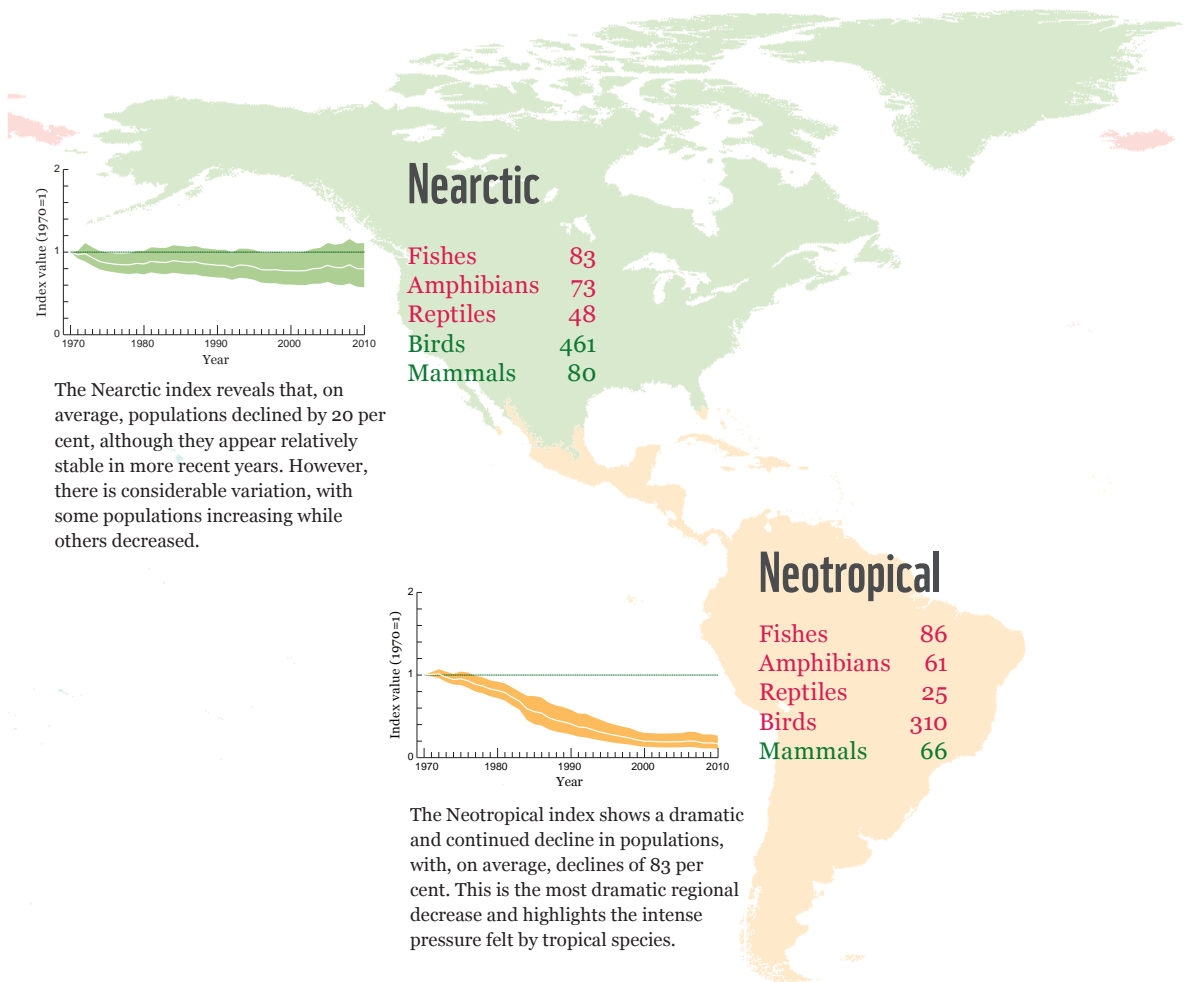 Nearctic
Fishes 83
Amphibians 73
Reptiles 48
Birds 461
Mammals 80
2
1
0
Index value (1970=1)
1970 1980 1990 2000 2010
Year
The Nearctic index reveals that, on
average, populations declined by 20 per
cent, although they appear relatively
stable in more recent years. However,
there is considerable variation, with
some populations increasing while
others decreased.
Neotropical
Fishes 86
Amphibians 61
Reptiles 25
Birds 310
Mammals 66
2
1
0
Index value (1970=1)
1970 1980 1990 2000 2010
Year
The Neotropical index shows a dramatic
and continued decline in populations,
with, on average, declines of 83 per
cent. This is the most dramatic regional
decrease and highlights the intense
pressure felt by tropical species.